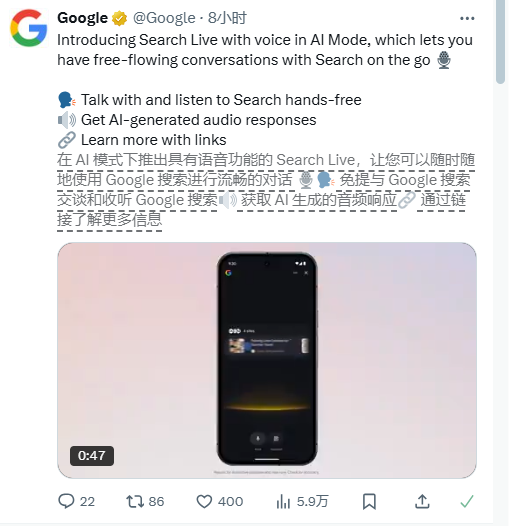 Google @Google · 8小时
Introducing Search Live with voice in AI Mode, which lets you
have free-flowing conversations with Search on the go 🎙️
🗣️ Talk with and listen to Search hands-free
🔊 Get AI-generated audio responses
🔗 Learn more with links
在 AI 模式下推出具有语音功能的 Search Live，让您可以随时随
地使用 Google 搜索进行流畅的对话 🎙️🗣️ 免提与 Google 搜索
交谈和收听 Google 搜索🔊 获取 AI 生成的音频响应🔗 通过链
接了解更多信息
0:47
22 86 400 5.9万